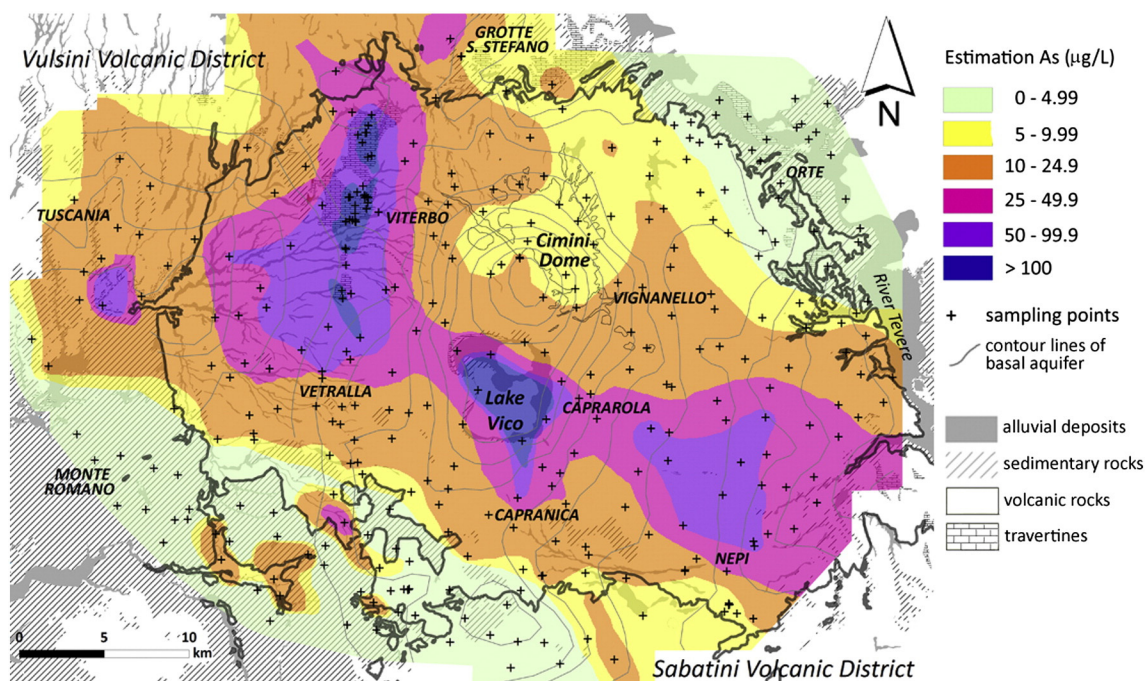 Vulsini Volcanic District
GROTTE
S. STEFANO
N
TUSCANIA
VITERBO
ORTE
Cimini
Dome
VIGNANELLO
River Tevere
VETRALLA
Lake
Vico
CAPRAROLA
MONTE
ROMANO
CAPRANICA
NEPI
0 5 10
km
Sabatini Volcanic District
Estimation As (µg/L)
0 - 4.99
5 - 9.99
10 - 24.9
25 - 49.9
50 - 99.9
> 100
+ sampling points
contour lines of
basal aquifer
alluvial deposits
sedimentary rocks
volcanic rocks
travertines